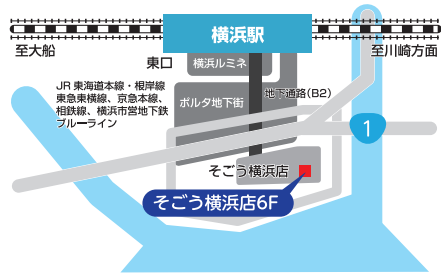 横浜駅
至大船
至川崎方面
東口
横浜ルミネ
JR 東海道本線・根岸線
東急東横線、京急本線、
相鉄線、横浜市営地下鉄
ブルーライン
ポルタ地下街
地下通路(B2)
1
そごう横浜店
そごう横浜店6F